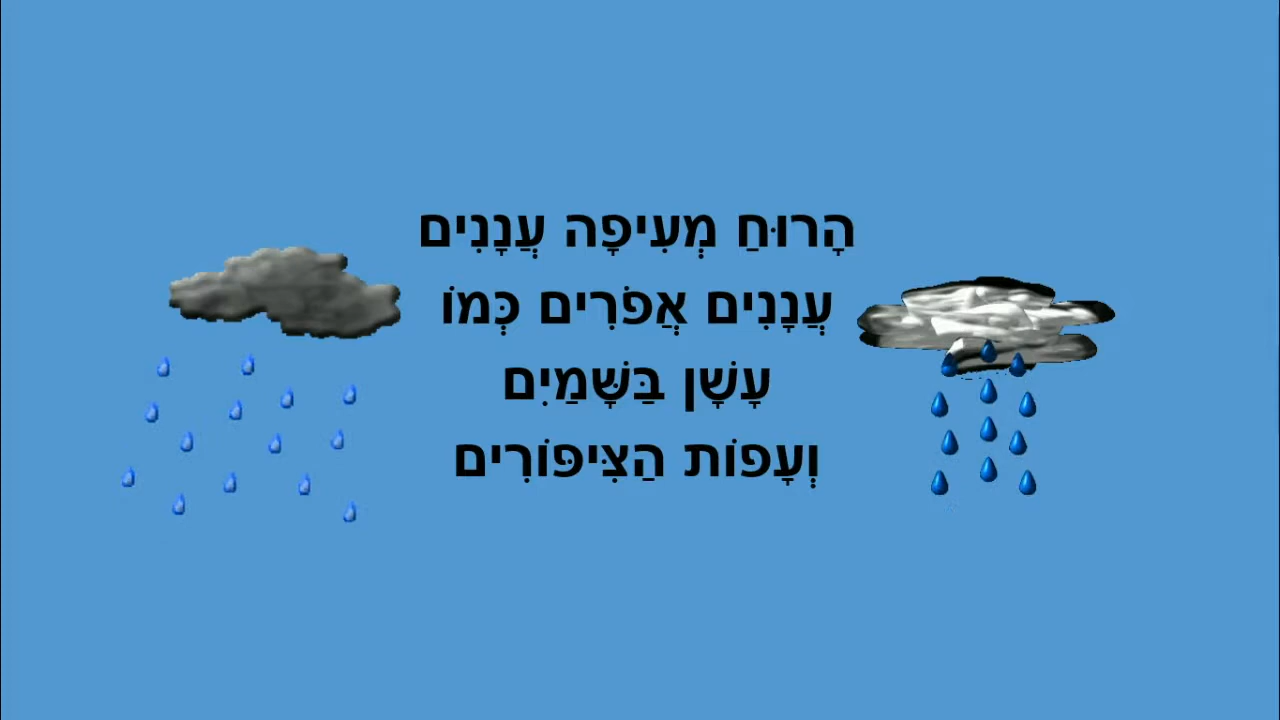 הָרוּחַ מְעִיפָה עֲנָנִים
עֲנָנִים אֲפֹרִים כְּמוֹ
עָשָׁן בַּשָּׁמַיִם
וְעָפוֹת הַצִּיפּוֹרִים